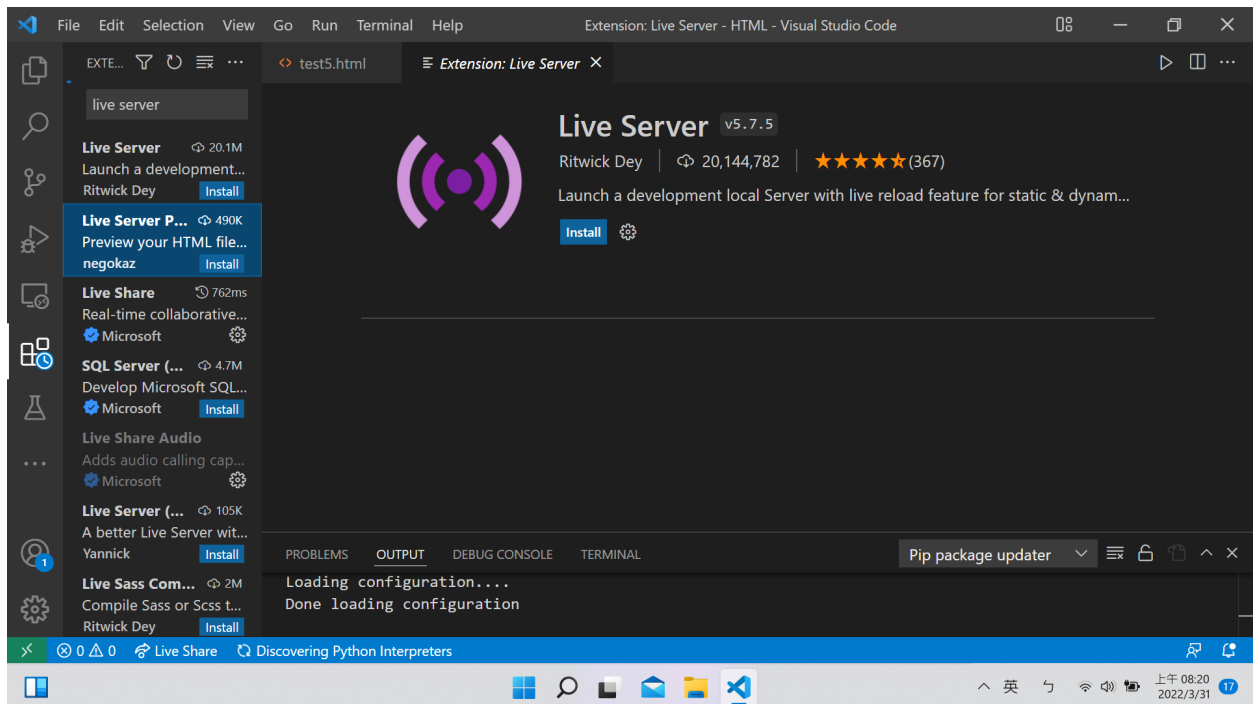 File Edit Selection View Go Run Terminal Help Extension: Live Server - HTML - Visual Studio Code
EXTE...
test5.html
Extension: Live Server
live server
Live Server 20.1M
Launch a development...
Ritwick Dey Install
Live Server P... 490K
Preview your HTML file...
negokaz Install
Live Share 762ms
Real-time collaborative...
Microsoft
SQL Server (... 4.7M
Develop Microsoft SQL...
Microsoft Install
Live Share Audio
Adds audio calling cap...
Microsoft
Live Server (... 105K
A better Live Server wit...
Yannick Install
Live Sass Com... 2M
Compile Sass or Scss t...
Ritwick Dey Install
Live Server v5.7.5
Ritwick Dey 20,144,782 (367)
Launch a development local Server with live reload feature for static & dynam...
Install
PROBLEMS OUTPUT DEBUG CONSOLE TERMINAL Pip package updater
Loading configuration....
Done loading configuration
1
0 0 Live Share Discovering Python Interpreters
英 ㄅ 上午 08:20
2022/3/31 17